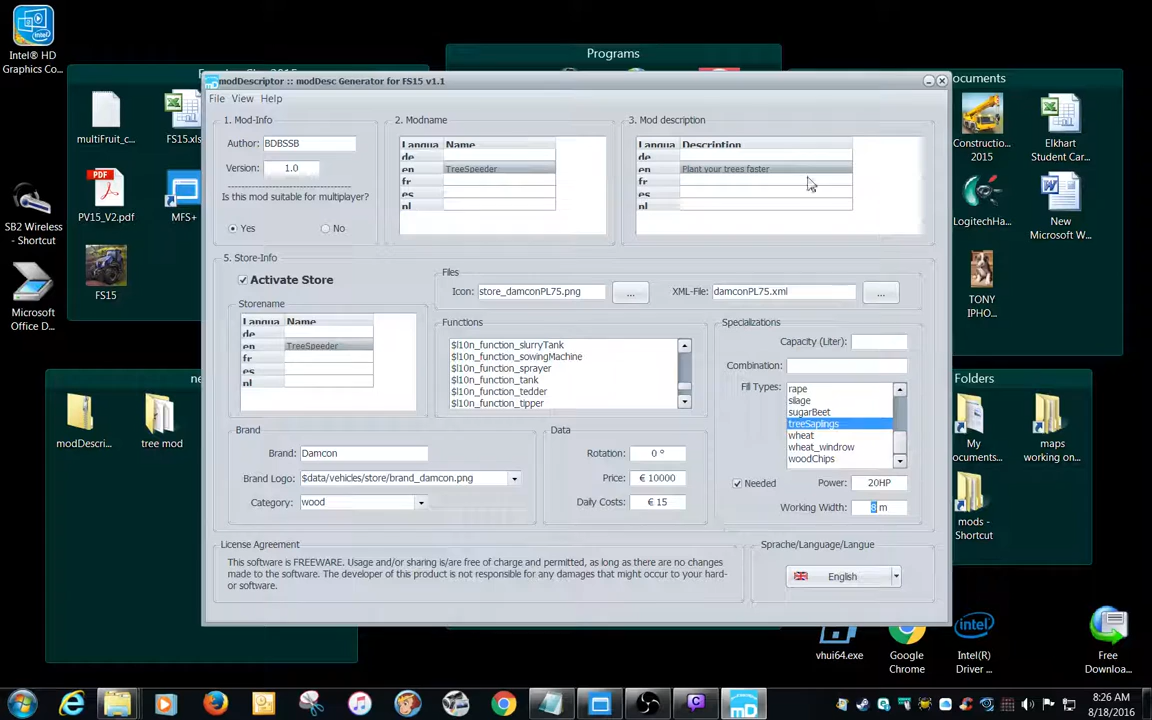 Intel® HD
Graphics Co...
multiFruit_c...
FS15.xls
PV15_V2.pdf
MFS+
FS15
SB2 Wireless
- Shortcut
Microsoft
Office D...
Programs
ocuments
Construction
2015
Elkhart
Student Car...
LogitechHa...
New
Microsoft W...
TONY
IPHO...
ne
modDescri...
tree mod
Folders
My
Documents...
maps
working on...
mods -
Shortcut
vhui64.exe
Google
Chrome
Intel(R)
Driver ...
Free
Downloa...
modDescriptor :: modDesc Generator for FS15 v1.1
File View Help
1. Mod-Info
Author: BDBSSB
Version: 1.0
Is this mod suitable for multiplayer?
Yes No
2. Modname
Langua Name
de
en TreeSpeeder
fr
es
nl
3. Mod description
Langua Description
de
en Plant your trees faster
fr
es
nl
5. Store-Info
Activate Store
Storename
Langua Name
de
en TreeSpeeder
fr
es
nl
Files
Icon: store_damconPL75.png ... XML-File: damconPL75.xml ...
Functions
$l10n_function_slurryTank
$l10n_function_sowingMachine
$l10n_function_sprayer
$l10n_function_tank
$l10n_function_tedder
$l10n_function_tipper
Specializations
Capacity (Liter):
Combination:
Fill Types:
rape
silage
sugarBeet
treeSaplings
wheat
wheat_windrow
woodChips
Needed Power: 20HP
Working Width: 8 m
Brand
Brand: Damcon
Brand Logo: $data/vehicles/store/brand_damcon.png
Category: wood
Data
Rotation: 0 °
Price: € 10000
Daily Costs: € 15
License Agreement
This software is FREEWARE. Usage and/or sharing is/are free of charge and permitted, as long as there are no changes
made to the software. The developer of this product is not responsible for any damages that might occur to your hard-
or software.
Sprache/Language/Langue
English
8:26 AM
8/18/2016